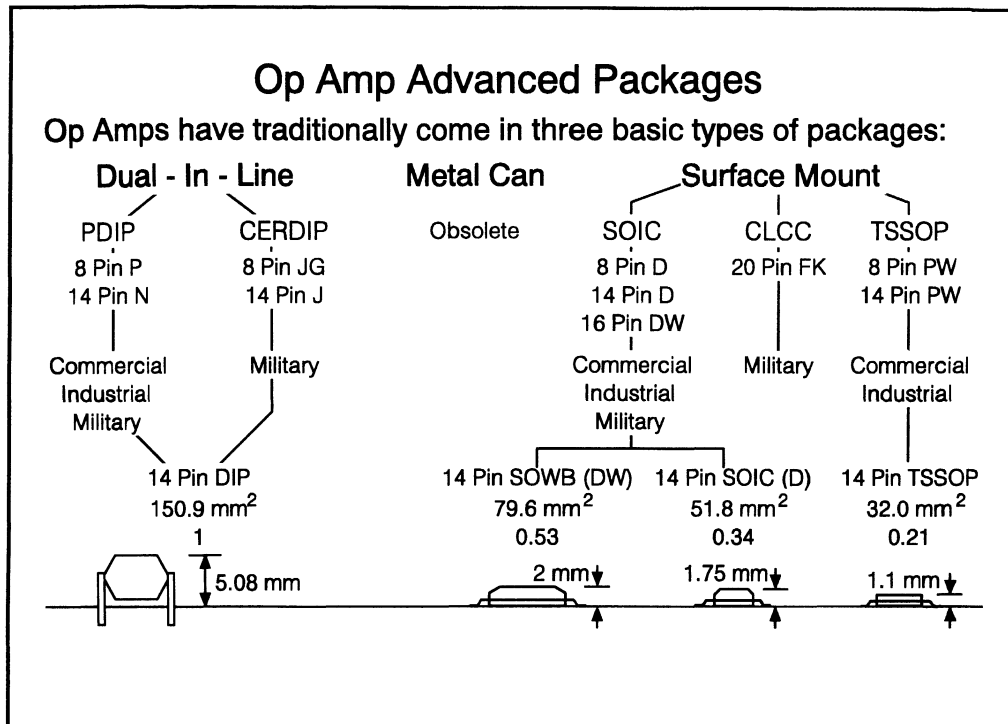 Op Amp Advanced Packages
Op Amps have traditionally come in three basic types of packages:
Dual - In - Line Metal Can Surface Mount
PDIP CERDIP Obsolete SOIC CLCC TSSOP
8 Pin P 8 Pin JG 8 Pin D 20 Pin FK 8 Pin PW
14 Pin N 14 Pin J 14 Pin D 14 Pin PW
16 Pin DW
Commercial Military Commercial Military Commercial
Industrial Industrial Industrial
Military Military
14 Pin DIP 14 Pin SOWB (DW) 14 Pin SOIC (D) 14 Pin TSSOP
150.9 mm² 79.6 mm² 51.8 mm² 32.0 mm²
1 0.53 0.34 0.21
5.08 mm 2 mm 1.75 mm 1.1 mm